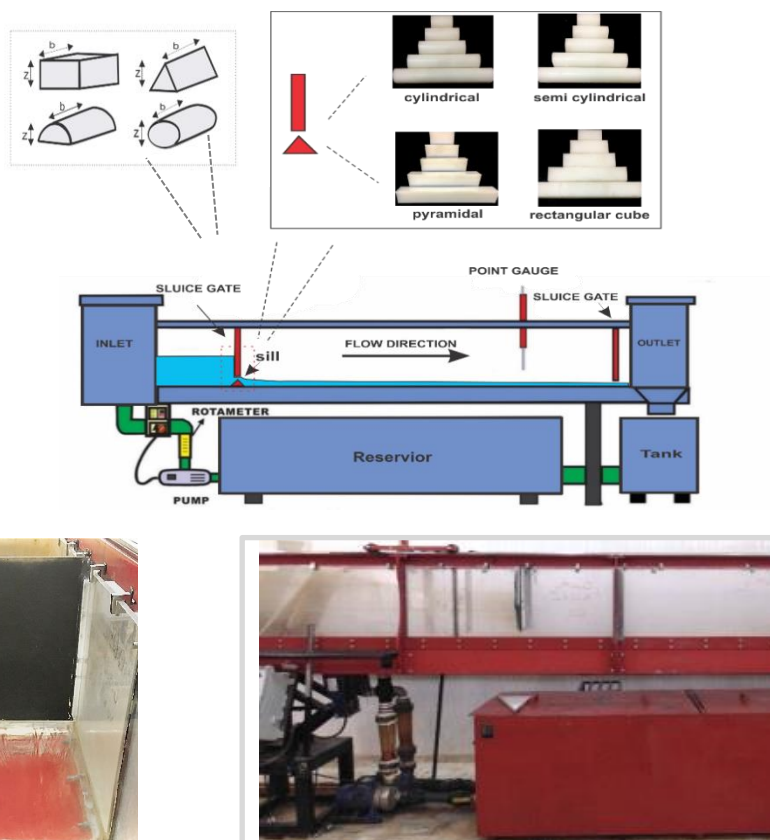 b
b
Z
Z
b
b
Z
Z
cylindrical
semi cylindrical
pyramidal
rectangular cube
POINT GAUGE
SLUICE GATE
SLUICE GATE
INLET
sill
FLOW DIRECTION
OUTLET
ROTAMETER
Reservior
Tank
PUMP